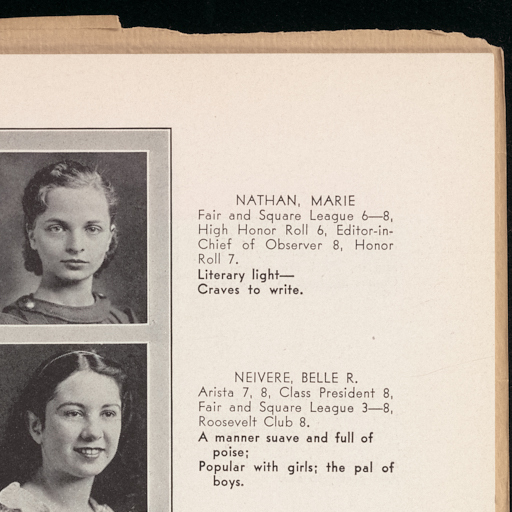 NATHAN, MARIE
Fair and Square League 6—8,
High Honor Roll 6, Editor-in-
Chief of Observer 8, Honor
Roll 7.
Literary light—
Craves to write.
NEIVERE, BELLE R.
Arista 7, 8, Class President 8,
Fair and Square League 3—8,
Roosevelt Club 8.
A manner suave and full of
poise;
Popular with girls; the pal of
boys.